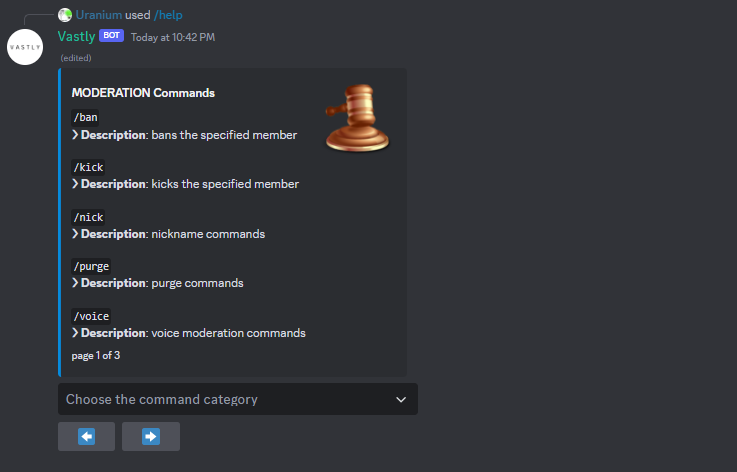 Uranium used /help
VASTLY
Vastly BOT Today at 10:42 PM
(edited)
MODERATION Commands
/ban
❯ Description: bans the specified member
/kick
❯ Description: kicks the specified member
/nick
❯ Description: nickname commands
/purge
❯ Description: purge commands
/voice
❯ Description: voice moderation commands
page 1 of 3
Choose the command category